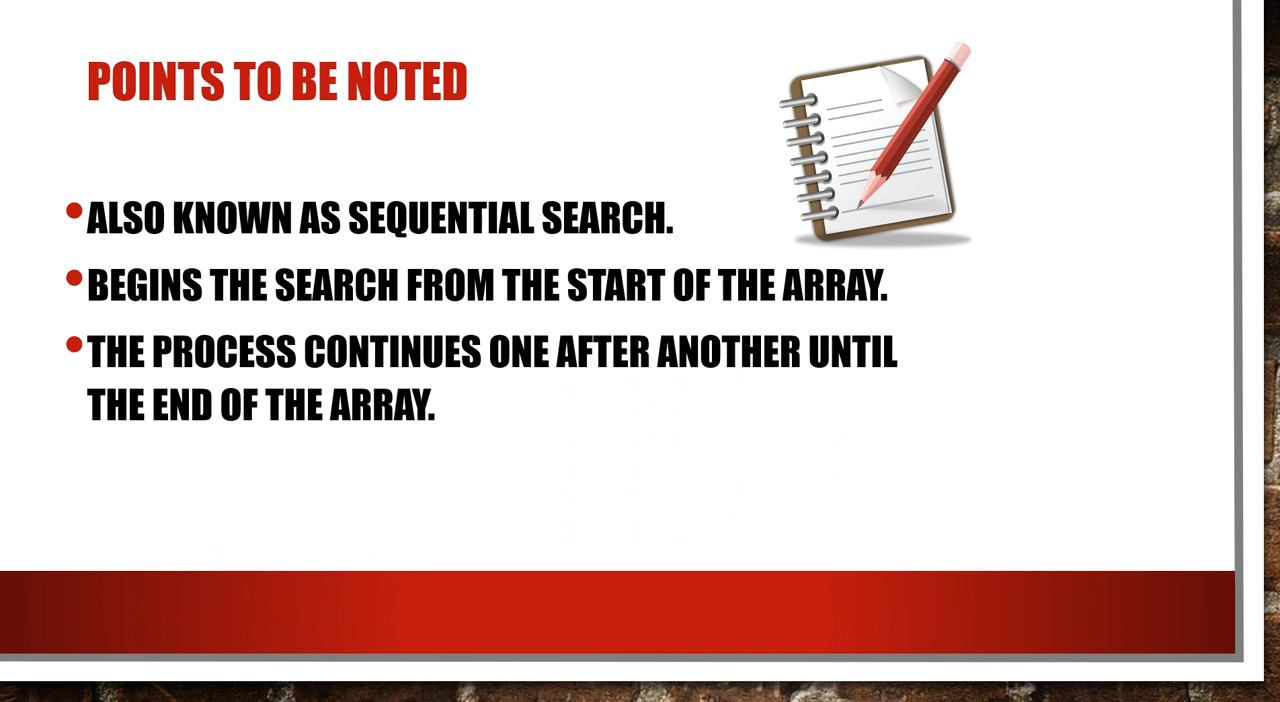 POINTS TO BE NOTED
•ALSO KNOWN AS SEQUENTIAL SEARCH.
•BEGINS THE SEARCH FROM THE START OF THE ARRAY.
•THE PROCESS CONTINUES ONE AFTER ANOTHER UNTIL
THE END OF THE ARRAY.